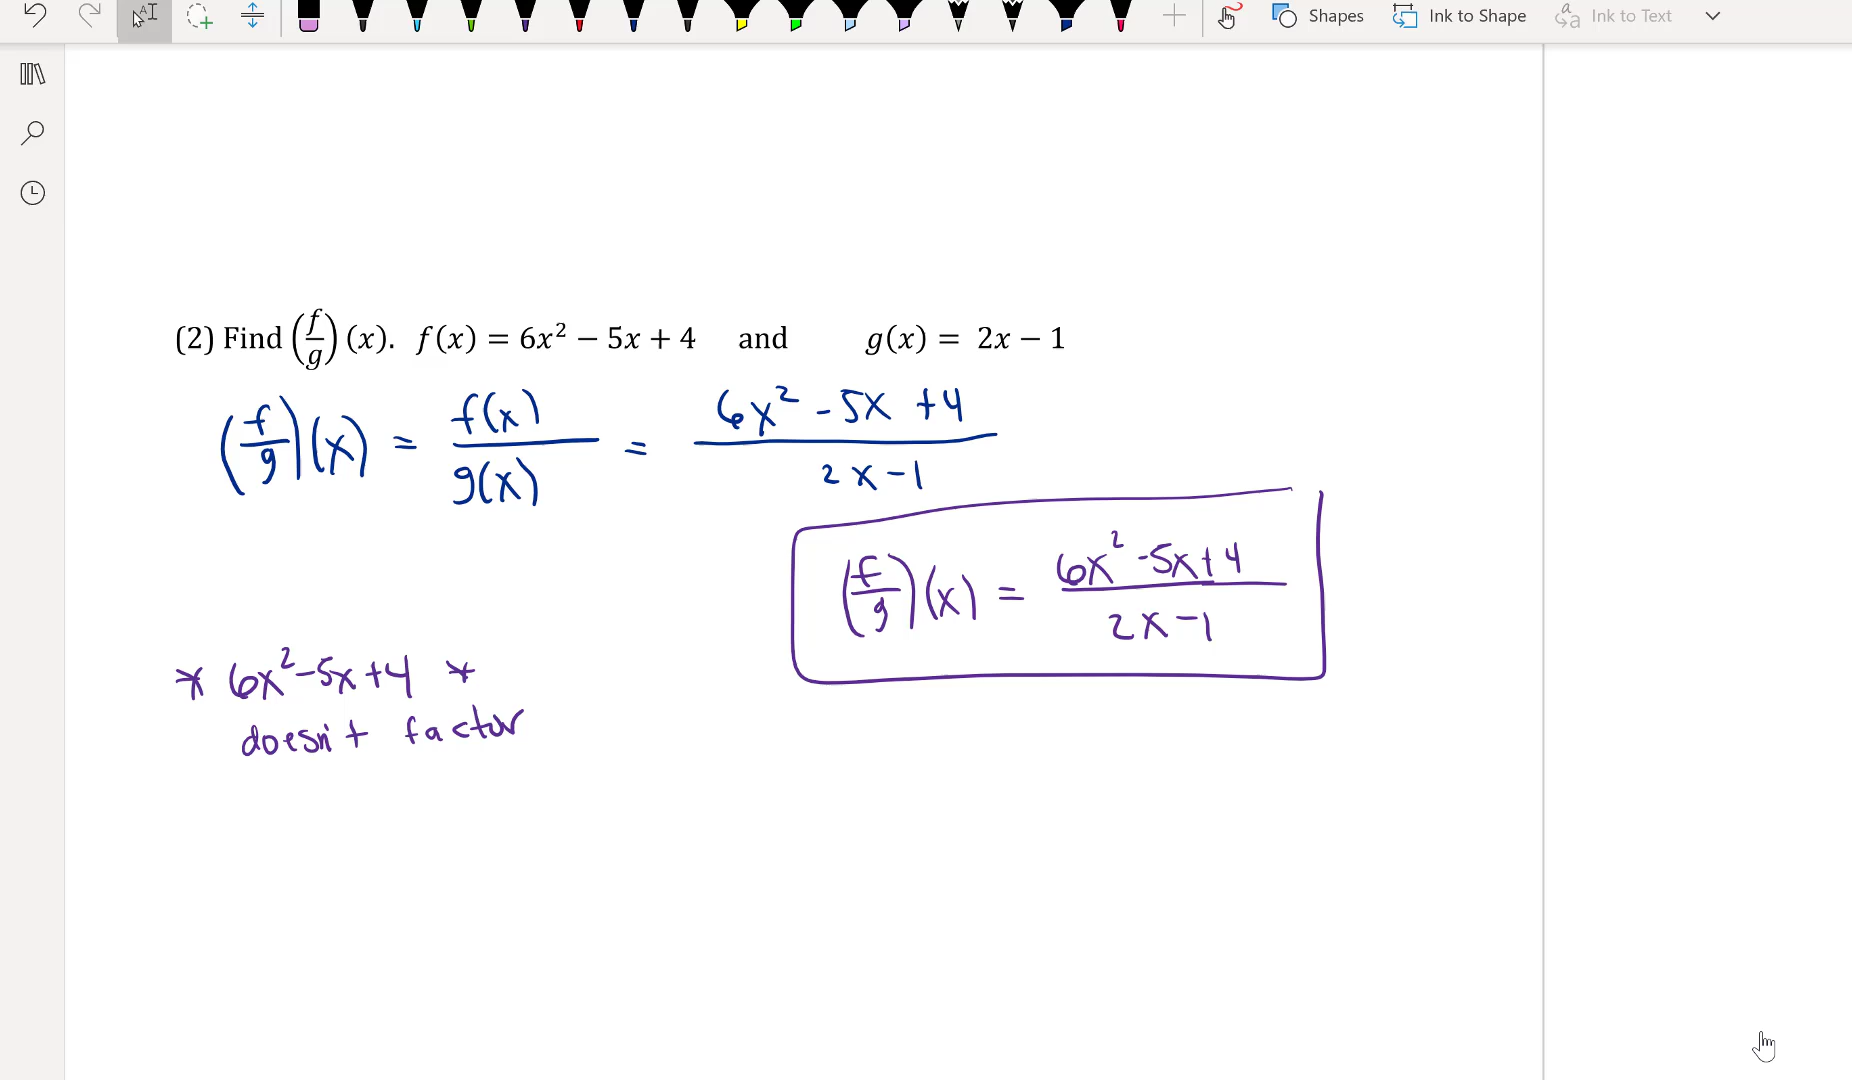 Shapes Ink to Shape Ink to Text
(2) Find (f/g)(x). f(x) = 6x² − 5x + 4 and g(x) = 2x − 1
(f/g)(x) = f(x)/g(x) = (6x² - 5x + 4)/(2x - 1)
(f/g)(x) = (6x² - 5x + 4)/(2x - 1)
* 6x² - 5x + 4 *
doesn't factor